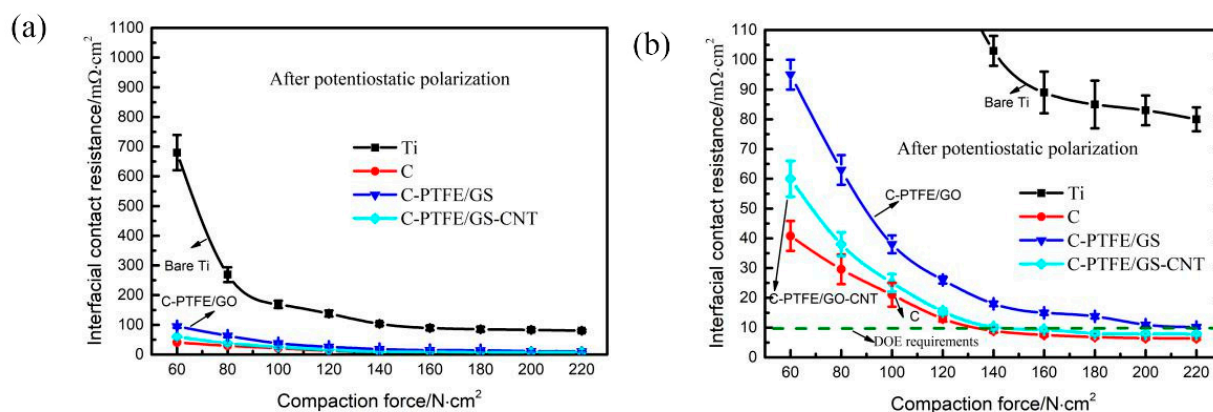 (a)
1100
1000
900
800
700
600
500
400
300
200
100
0
Interfacial contact resistance/mΩ·cm²
After potentiostatic polarization
Ti
C
C-PTFE/GS
C-PTFE/GS-CNT
Bare Ti
C-PTFE/GO
60 80 100 120 140 160 180 200 220
Compaction force/N·cm²
(b)
110
100
90
80
70
60
50
40
30
20
10
0
Interfacial contact resistance/mΩ·cm²
Bare Ti
After potentiostatic polarization
C-PTFE/GO
Ti
C
C-PTFE/GS
C-PTFE/GS-CNT
C-PTFE/GO-CNT
C
DOE requirements
60 80 100 120 140 160 180 200 220
Compaction force/N·cm²